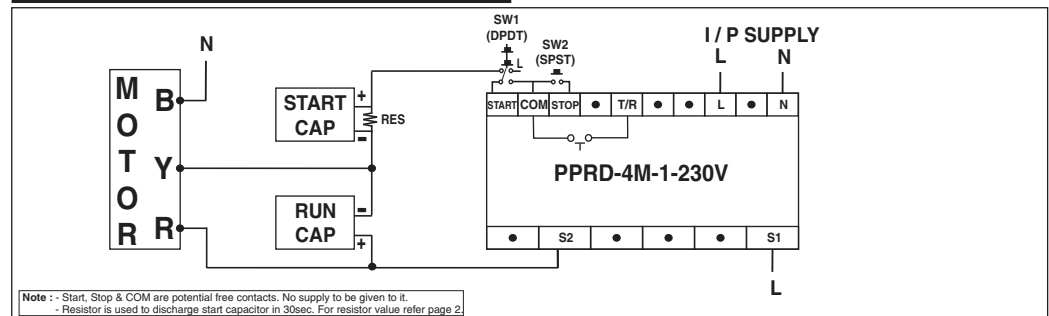 SW1
(DPDT)
SW2
(SPST)
I / P SUPPLY
L N
N
L
MOTOR
B
Y
R
+
START
CAP
-
RES
START COM STOP T/R L N
PPRD-4M-1-230V
RUN
CAP
-
+
S2 S1
L
Note : - Start, Stop & COM are potential free contacts. No supply to be given to it.
- Resistor is used to discharge start capacitor in 30sec. For resistor value refer page 2.